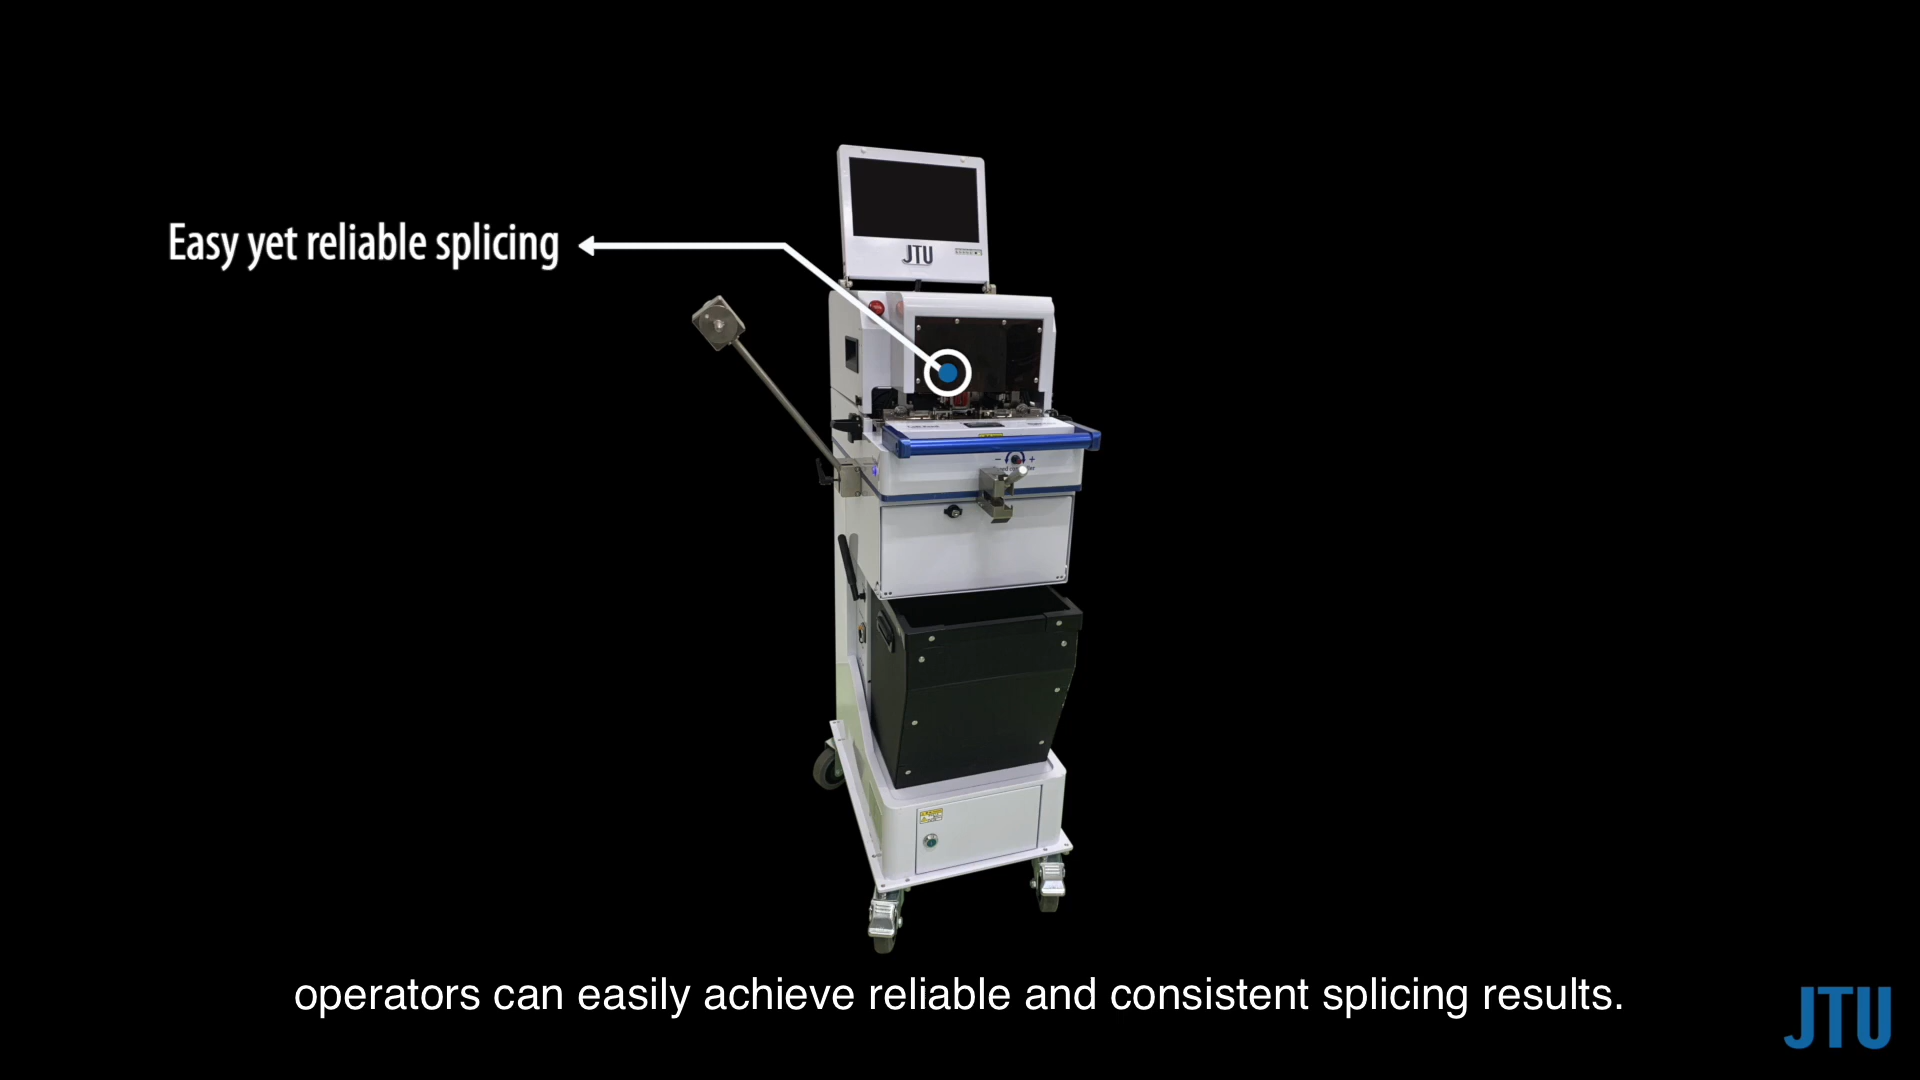 JTU
Easy yet reliable splicing
- +
operators can easily achieve reliable and consistent splicing results.
JTU